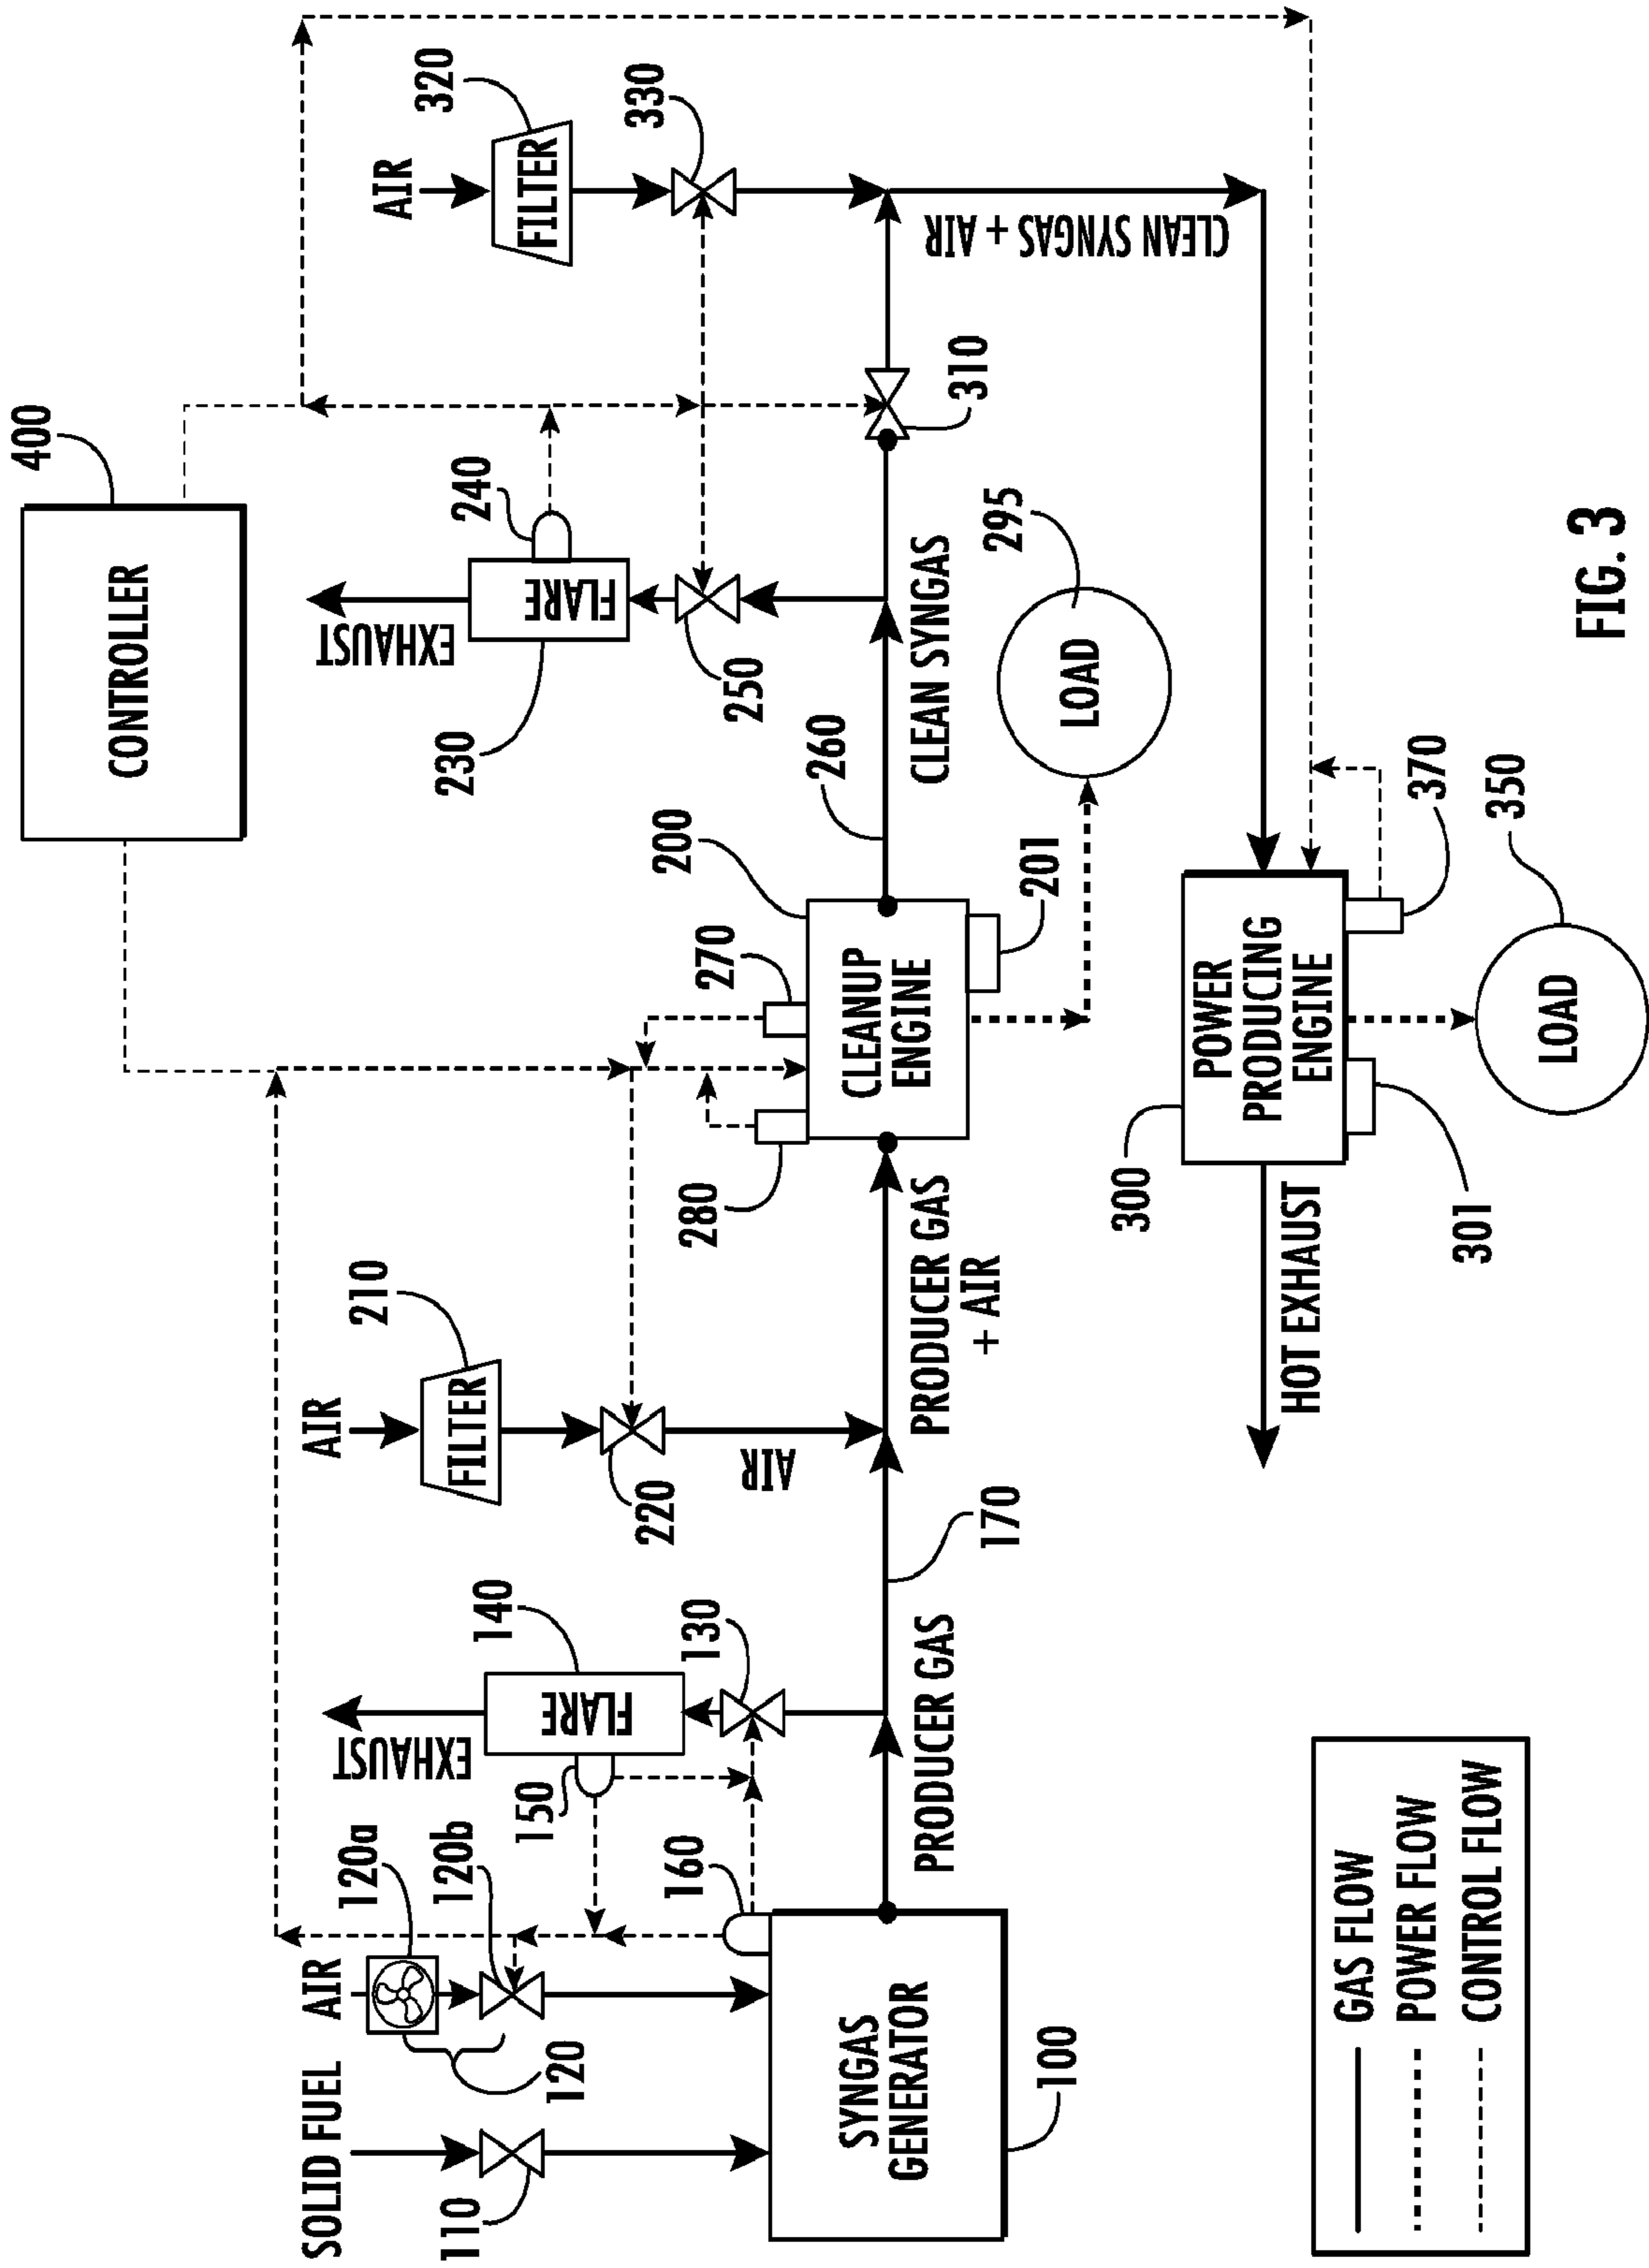 CONTROLLER
400
AIR
320
FILTER
330
CLEAN SYNGAS + AIR
310
EXHAUST
240
FLARE
230
250
CLEAN SYNGAS
260
295
LOAD
200
270
280
CLEANUP
ENGINE
201
PRODUCER GAS
+ AIR
AIR
210
FILTER
220
AIR
170
EXHAUST
140
FLARE
150
130
PRODUCER GAS
160
SOLID FUEL
110
AIR
120a
120b
120
SYNGAS
GENERATOR
100
POWER
PRODUCING
ENGINE
300
301
370
350
LOAD
HOT EXHAUST
GAS FLOW
POWER FLOW
CONTROL FLOW
FIG. 3